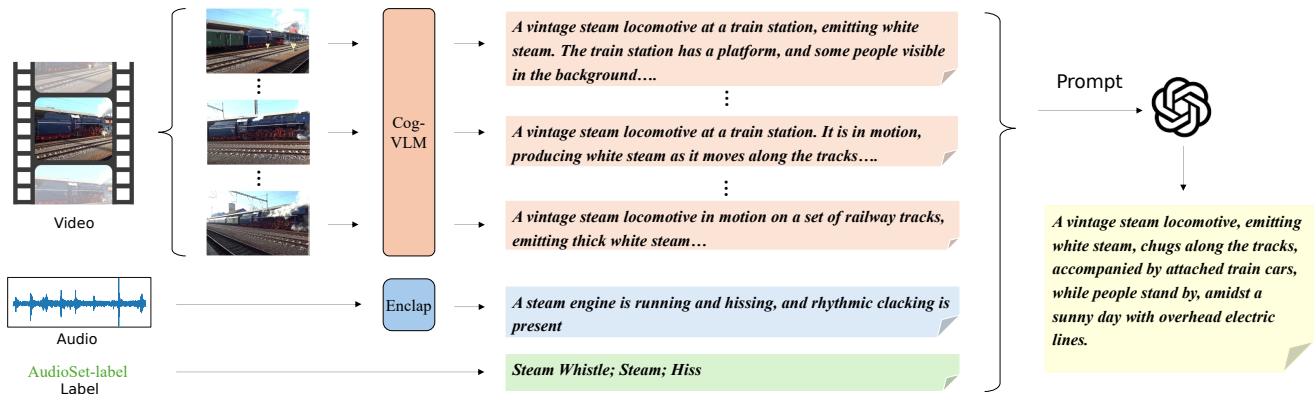 Video
Audio
AudioSet-label
Label
Cog-
VLM
Enclap
A vintage steam locomotive at a train station, emitting white
steam. The train station has a platform, and some people visible
in the background….
A vintage steam locomotive at a train station. It is in motion,
producing white steam as it moves along the tracks….
A vintage steam locomotive in motion on a set of railway tracks,
emitting thick white steam…
A steam engine is running and hissing, and rhythmic clacking is
present
Steam Whistle; Steam; Hiss
Prompt
A vintage steam locomotive, emitting
white steam, chugs along the tracks,
accompanied by attached train cars,
while people stand by, amidst a
sunny day with overhead electric
lines.